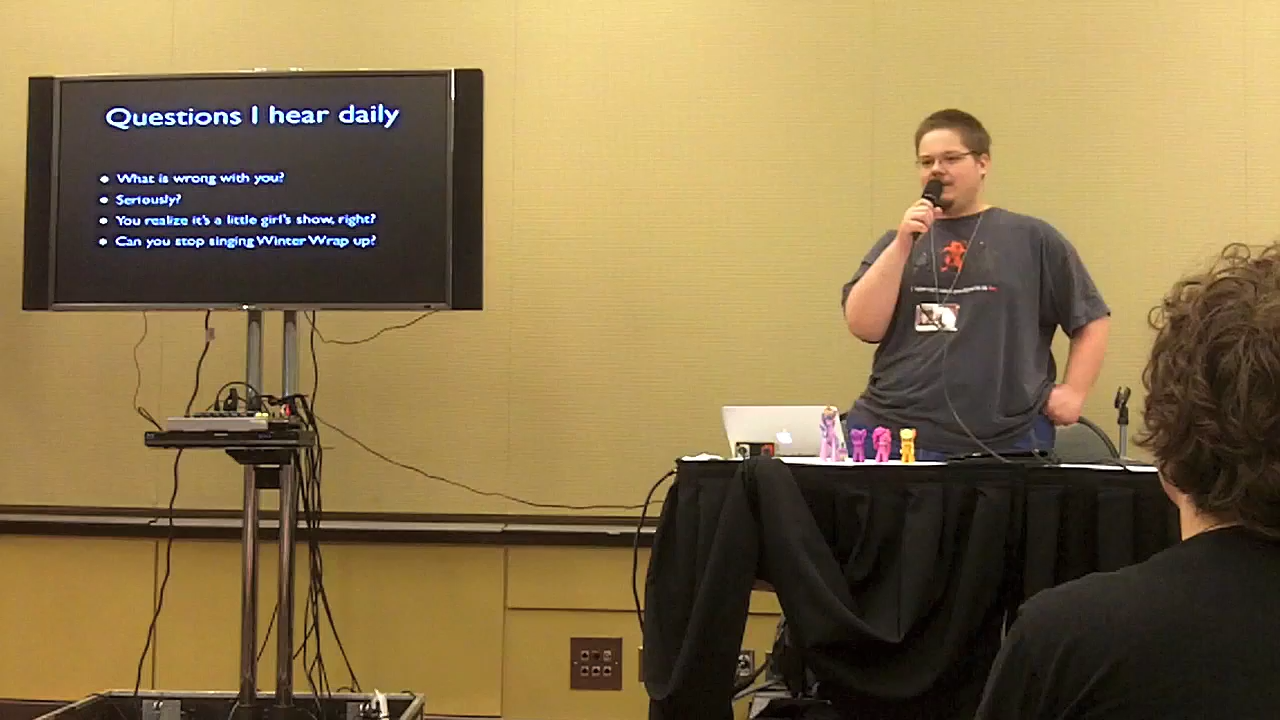 Questions I hear daily
What is wrong with you?
Seriously?
You realize it's a little girl's show, right?
Can you stop singing Winter Wrap up?